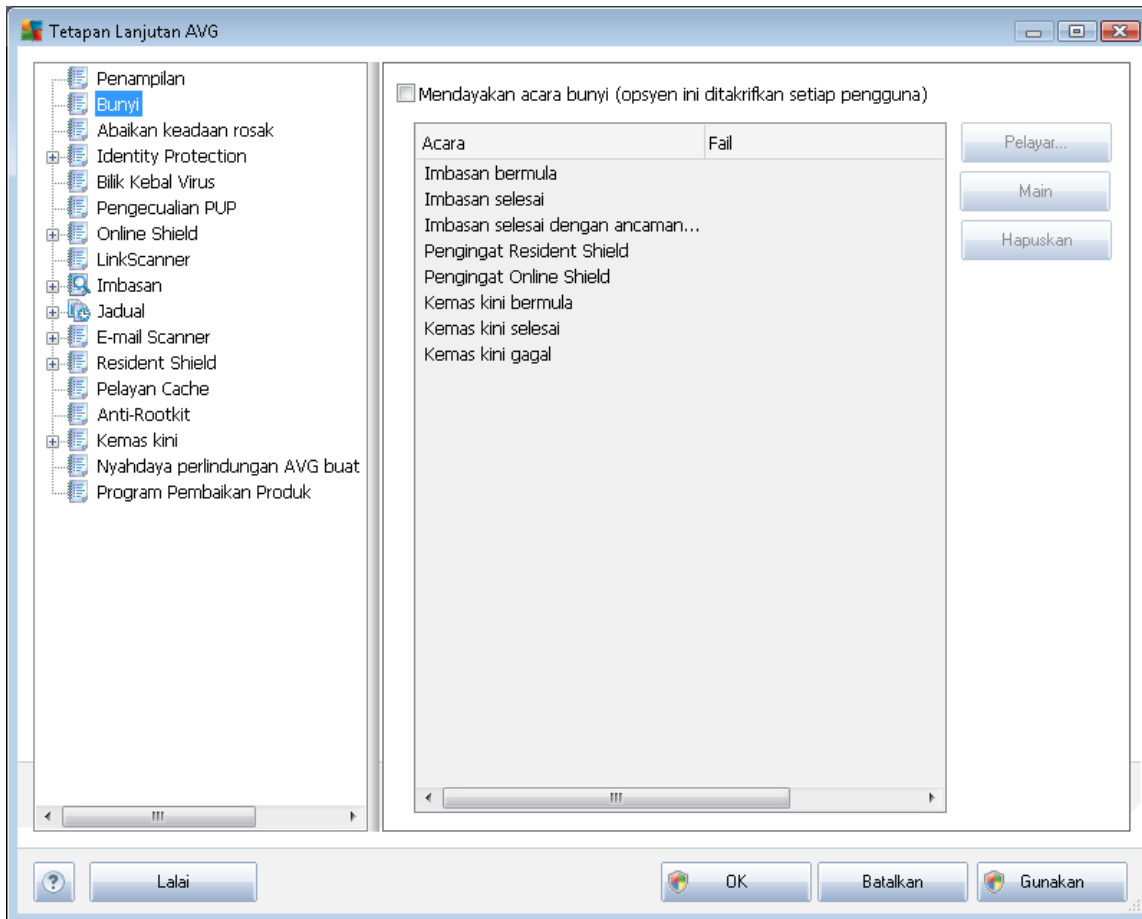 Tetapan Lanjutan AVG
Penampilan
Bunyi
Abaikan keadaan rosak
Identity Protection
Bilik Kebal Virus
Pengecualian PUP
Online Shield
LinkScanner
Imbasan
Jadual
E-mail Scanner
Resident Shield
Pelayan Cache
Anti-Rootkit
Kemas kini
Nyahdaya perlindungan AVG buat
Program Pembaikan Produk
Mendayakan acara bunyi (opsyen ini ditakrifkan setiap pengguna)
Acara Fail
Imbasan bermula
Imbasan selesai
Imbasan selesai dengan ancaman...
Pengingat Resident Shield
Pengingat Online Shield
Kemas kini bermula
Kemas kini selesai
Kemas kini gagal
Pelayar...
Main
Hapuskan
? Lalai OK Batalkan Gunakan